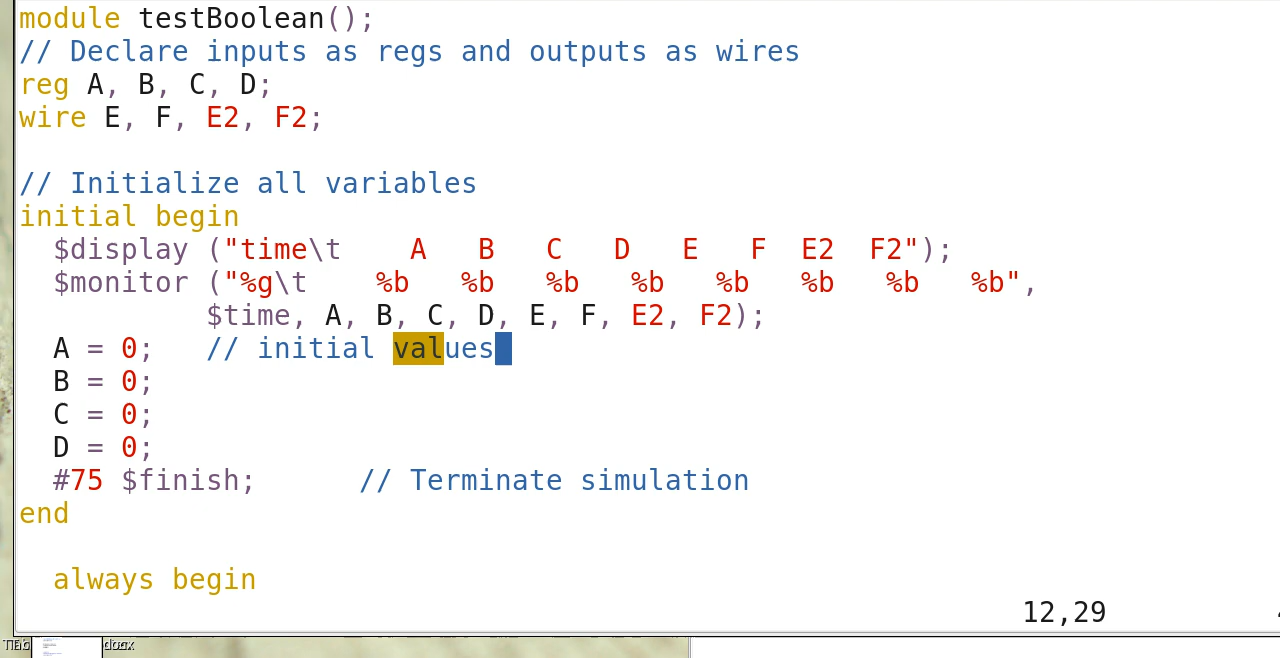 module testBoolean();
// Declare inputs as regs and outputs as wires
reg A, B, C, D;
wire E, F, E2, F2;
// Initialize all variables
initial begin
  $display ("time\t    A   B   C   D   E   F  E2  F2");
  $monitor ("%g\t    %b   %b   %b   %b   %b   %b   %b   %b",
           $time, A, B, C, D, E, F, E2, F2);
  A = 0;   // initial values
  B = 0;
  C = 0;
  D = 0;
  #75 $finish;      // Terminate simulation
end
  always begin
12,29
docx